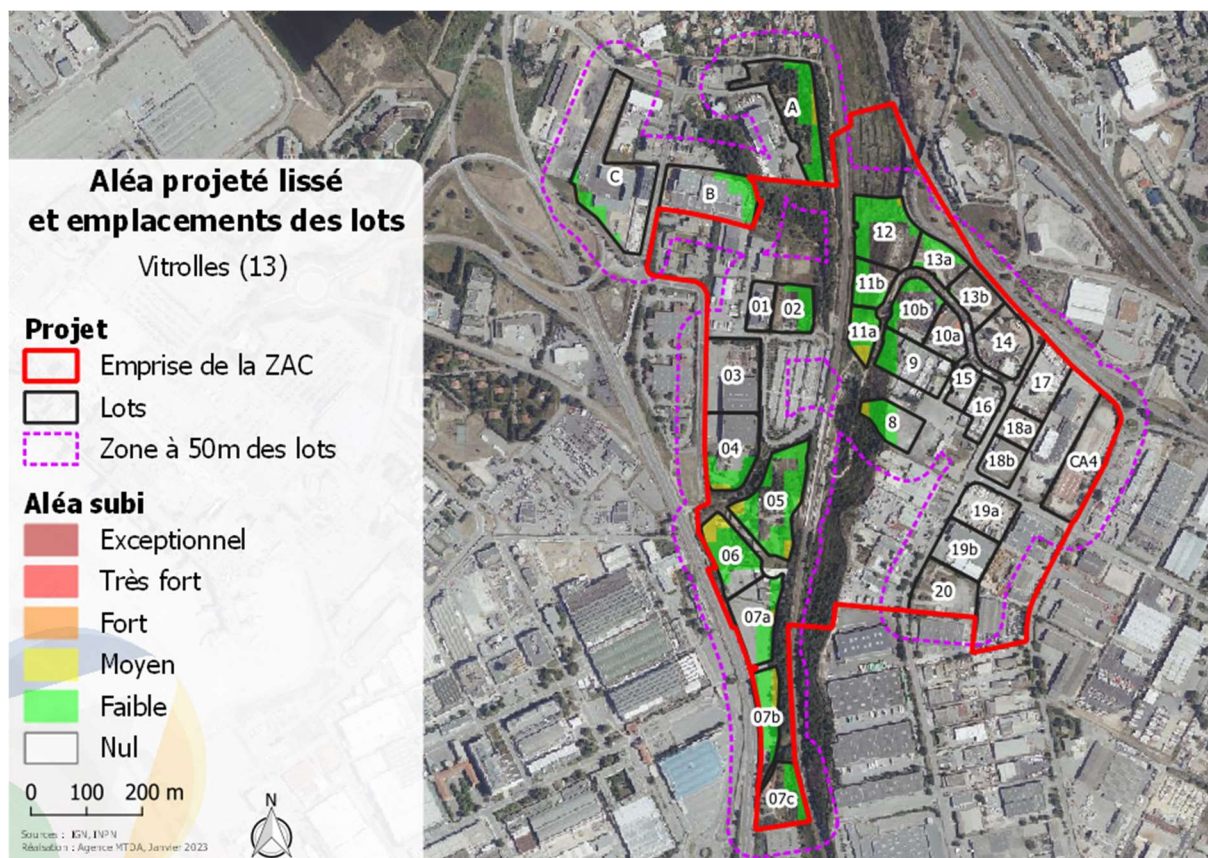 Aléa projeté lissé
et emplacements des lots
Vitrolles (13)
Projet
Emprise de la ZAC
Lots
Zone à 50m des lots
Aléa subi
Exceptionnel
Très fort
Fort
Moyen
Faible
Nul
0 100 200 m
N
Sources : IGN, INPN
Réalisation : Agence MTDA, Janvier 2023
A
C
B
12
13a
11b
13b
01
02
10b
11a
10a
14
9
03
15
17
16
8
18a
04
18b
CA4
05
19a
06
19b
20
07a
07b
07c